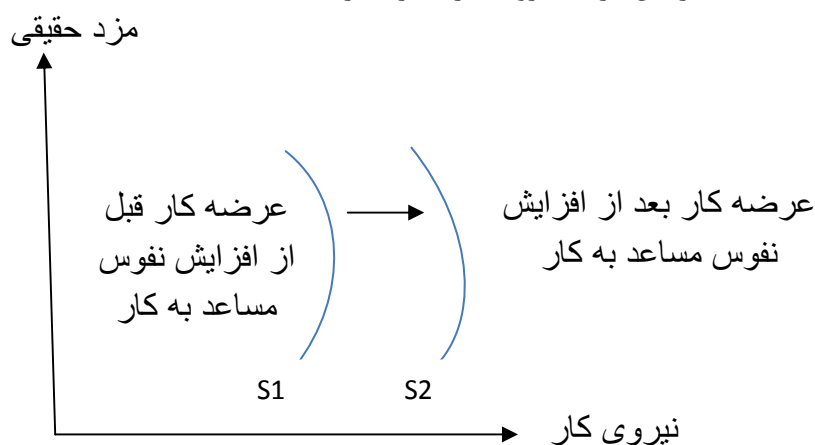 مزد حقیقی
عرضه کار قبل
از افزایش نفوس
مساعد به کار
عرضه کار بعد از افزایش
نفوس مساعد به کار
S1
S2
نیروی کار